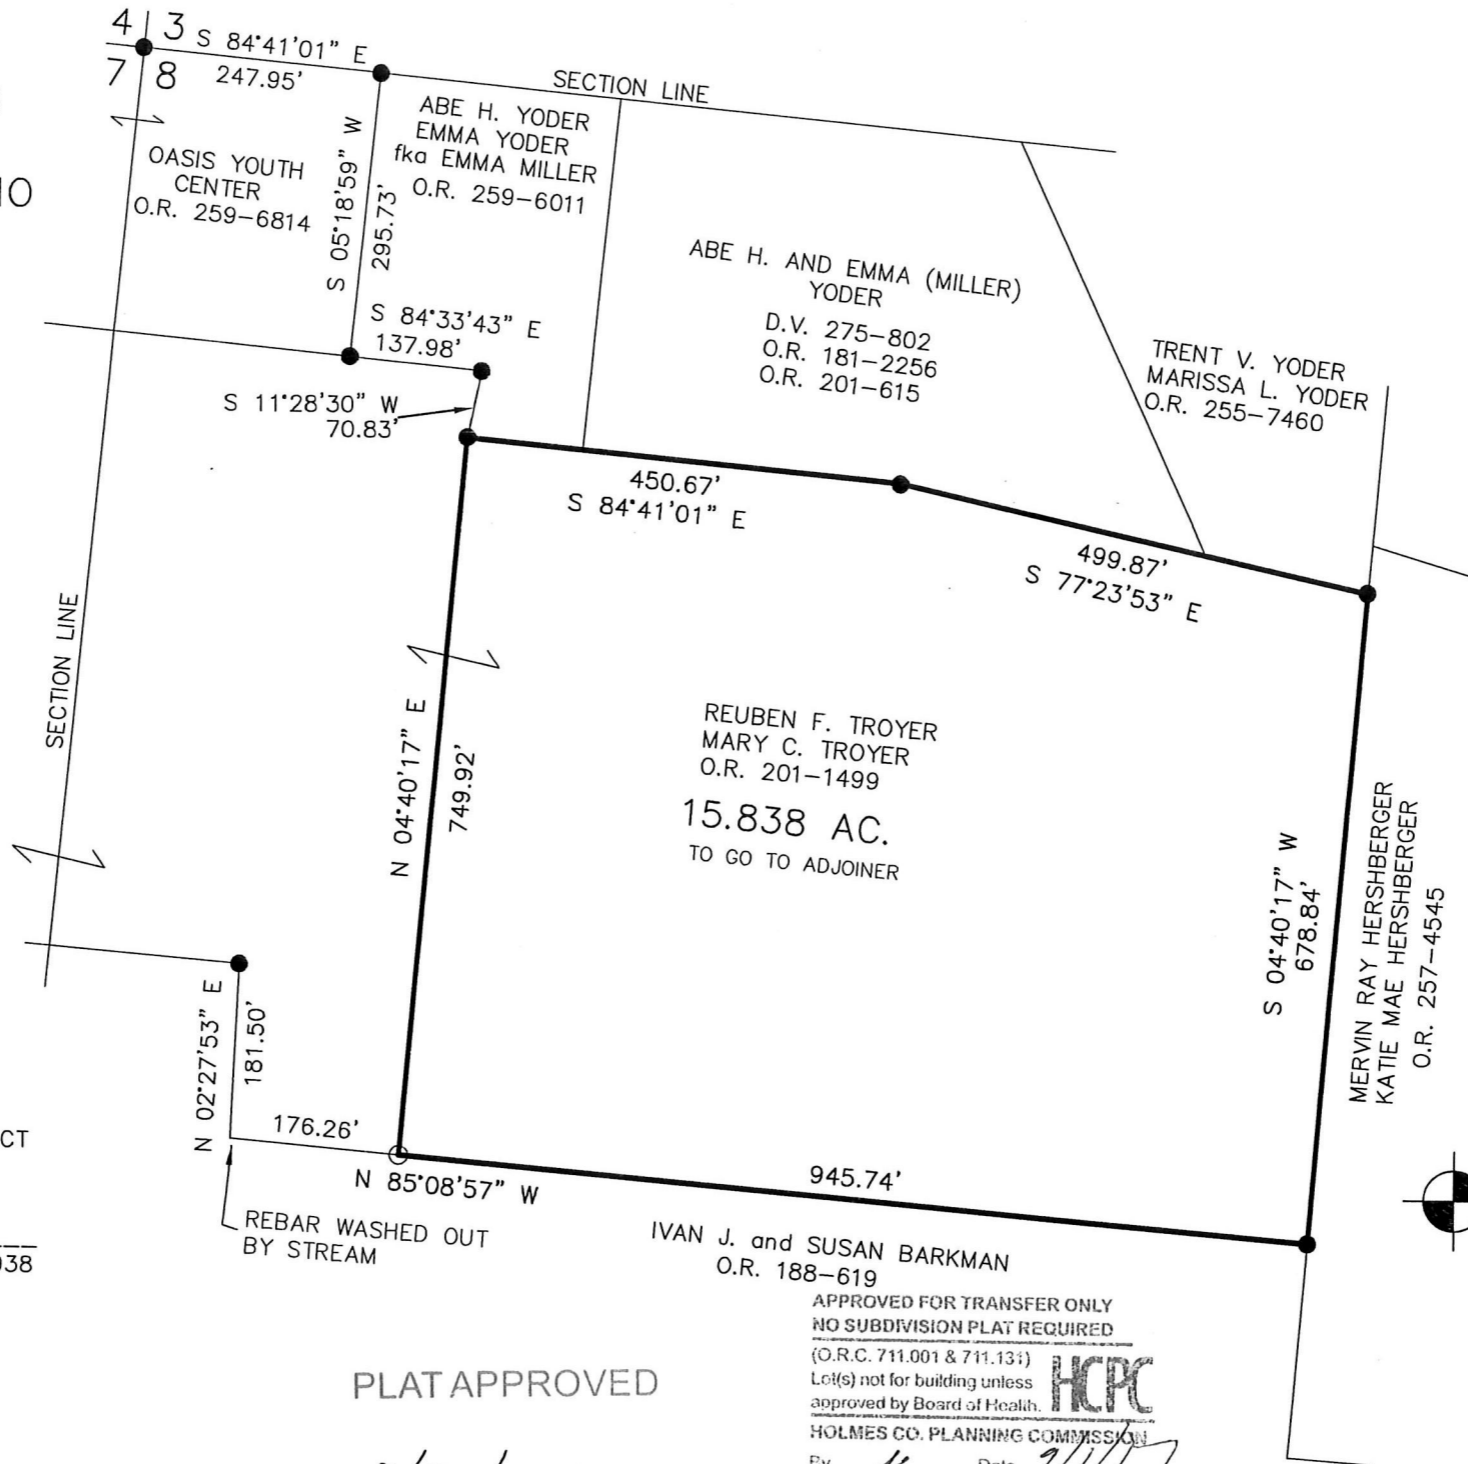 4 3
S 84°41'01" E
7 8
247.95'
SECTION LINE
ABE H. YODER
EMMA YODER
fka EMMA MILLER
O.R. 259-6011
OASIS YOUTH
CENTER
O.R. 259-6814
S 05°18'59" W
295.73'
IO
ABE H. AND EMMA (MILLER)
YODER
D.V. 275-802
O.R. 181-2256
O.R. 201-615
S 84°33'43" E
137.98'
TRENT V. YODER
MARISSA L. YODER
O.R. 255-7460
S 11°28'30" W
70.83'
450.67'
S 84°41'01" E
499.87'
S 77°23'53" E
SECTION LINE
N 04°40'17" E
749.92'
REUBEN F. TROYER
MARY C. TROYER
O.R. 201-1499
15.838 AC.
TO GO TO ADJOINER
S 04°40'17" W
678.84'
MERVIN RAY HERSHBERGER
KATIE MAE HERSHBERGER
O.R. 257-4545
N 02°27'53" E
181.50'
CT
176.26'
N 85°08'57" W
945.74'
REBAR WASHED OUT
BY STREAM
38
IVAN J. and SUSAN BARKMAN
O.R. 188-619
APPROVED FOR TRANSFER ONLY
NO SUBDIVISION PLAT REQUIRED
(O.R.C. 711.001 & 711.131)
Lot(s) not for building unless
approved by Board of Health.
HCPC
HOLMES CO. PLANNING COMMISSION
By Date
PLAT APPROVED